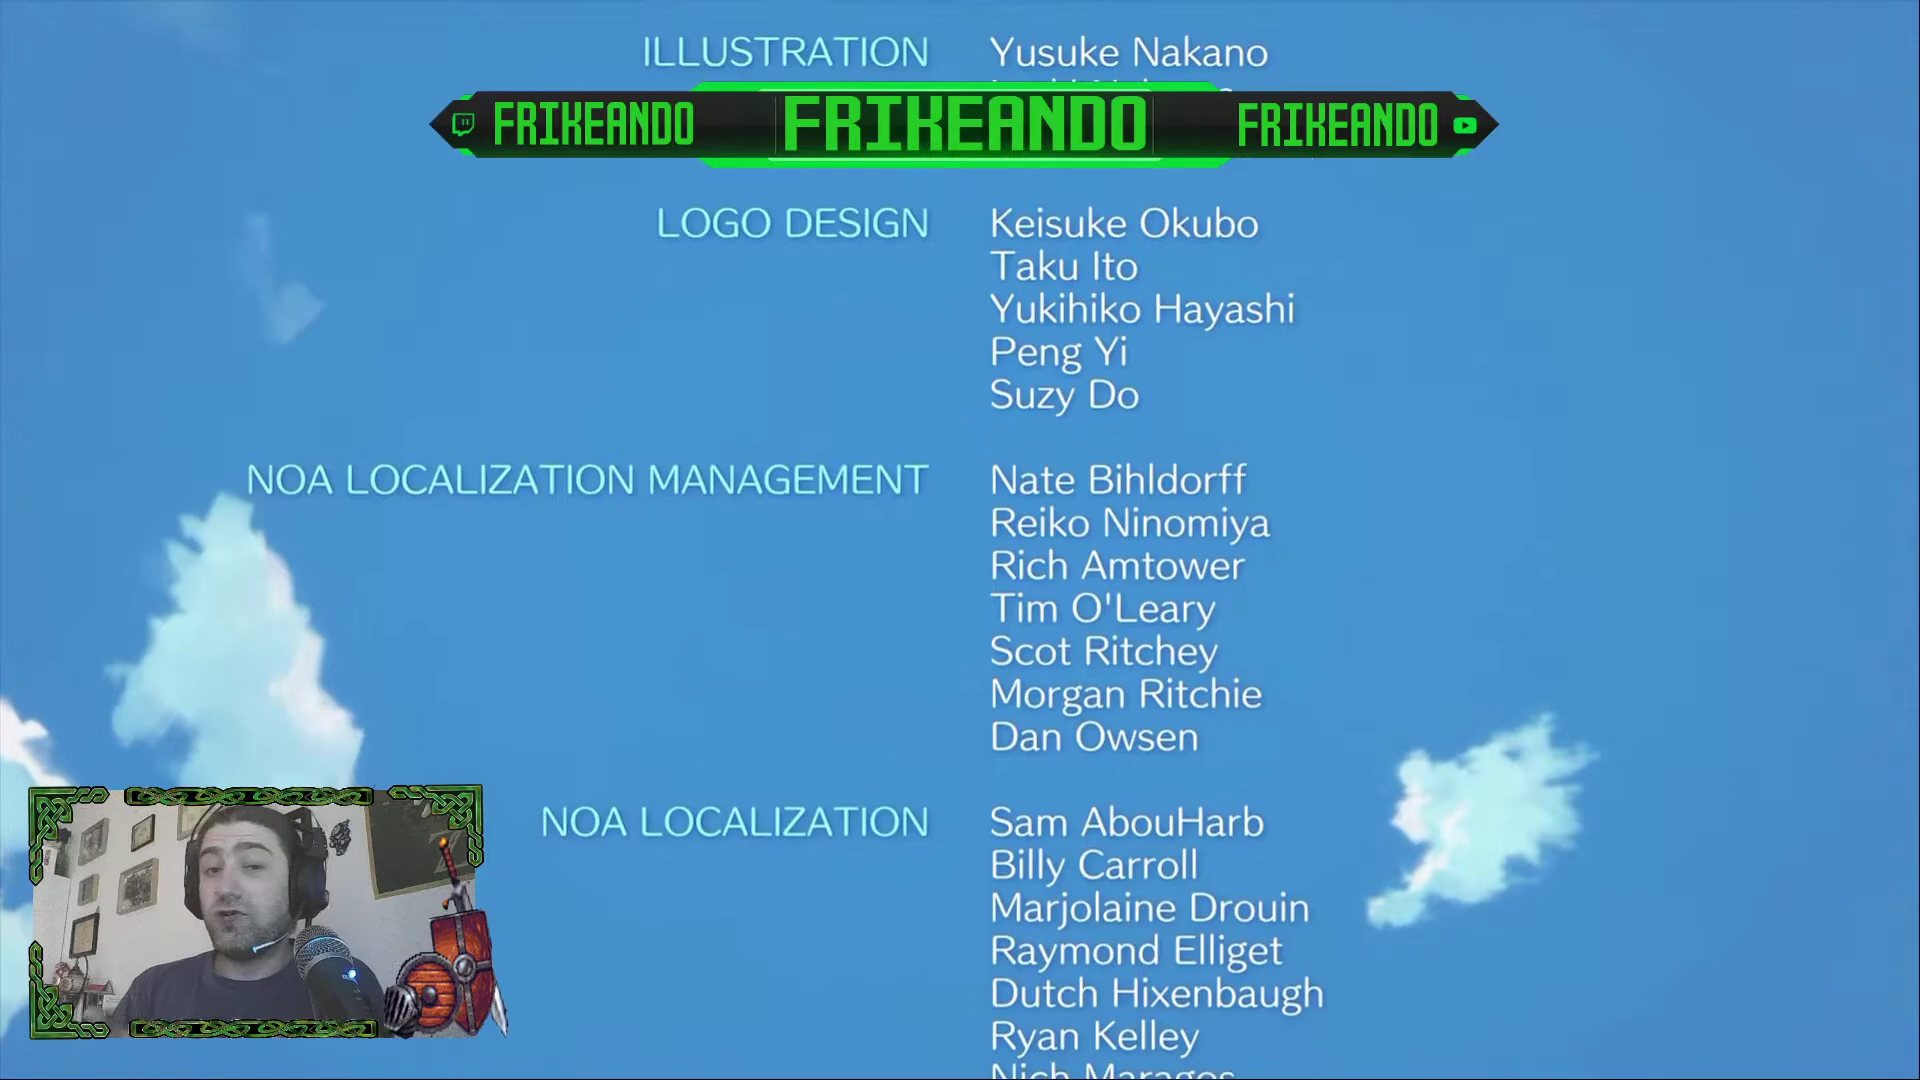 ILLUSTRATION Yusuke Nakano
FRIKEANDO FRIKEANDO FRIKEANDO
LOGO DESIGN Keisuke Okubo
Taku Ito
Yukihiko Hayashi
Peng Yi
Suzy Do
NOA LOCALIZATION MANAGEMENT Nate Bihldorff
Reiko Ninomiya
Rich Amtower
Tim O'Leary
Scot Ritchey
Morgan Ritchie
Dan Owsen
NOA LOCALIZATION Sam AbouHarb
Billy Carroll
Marjolaine Drouin
Raymond Elliget
Dutch Hixenbaugh
Ryan Kelley